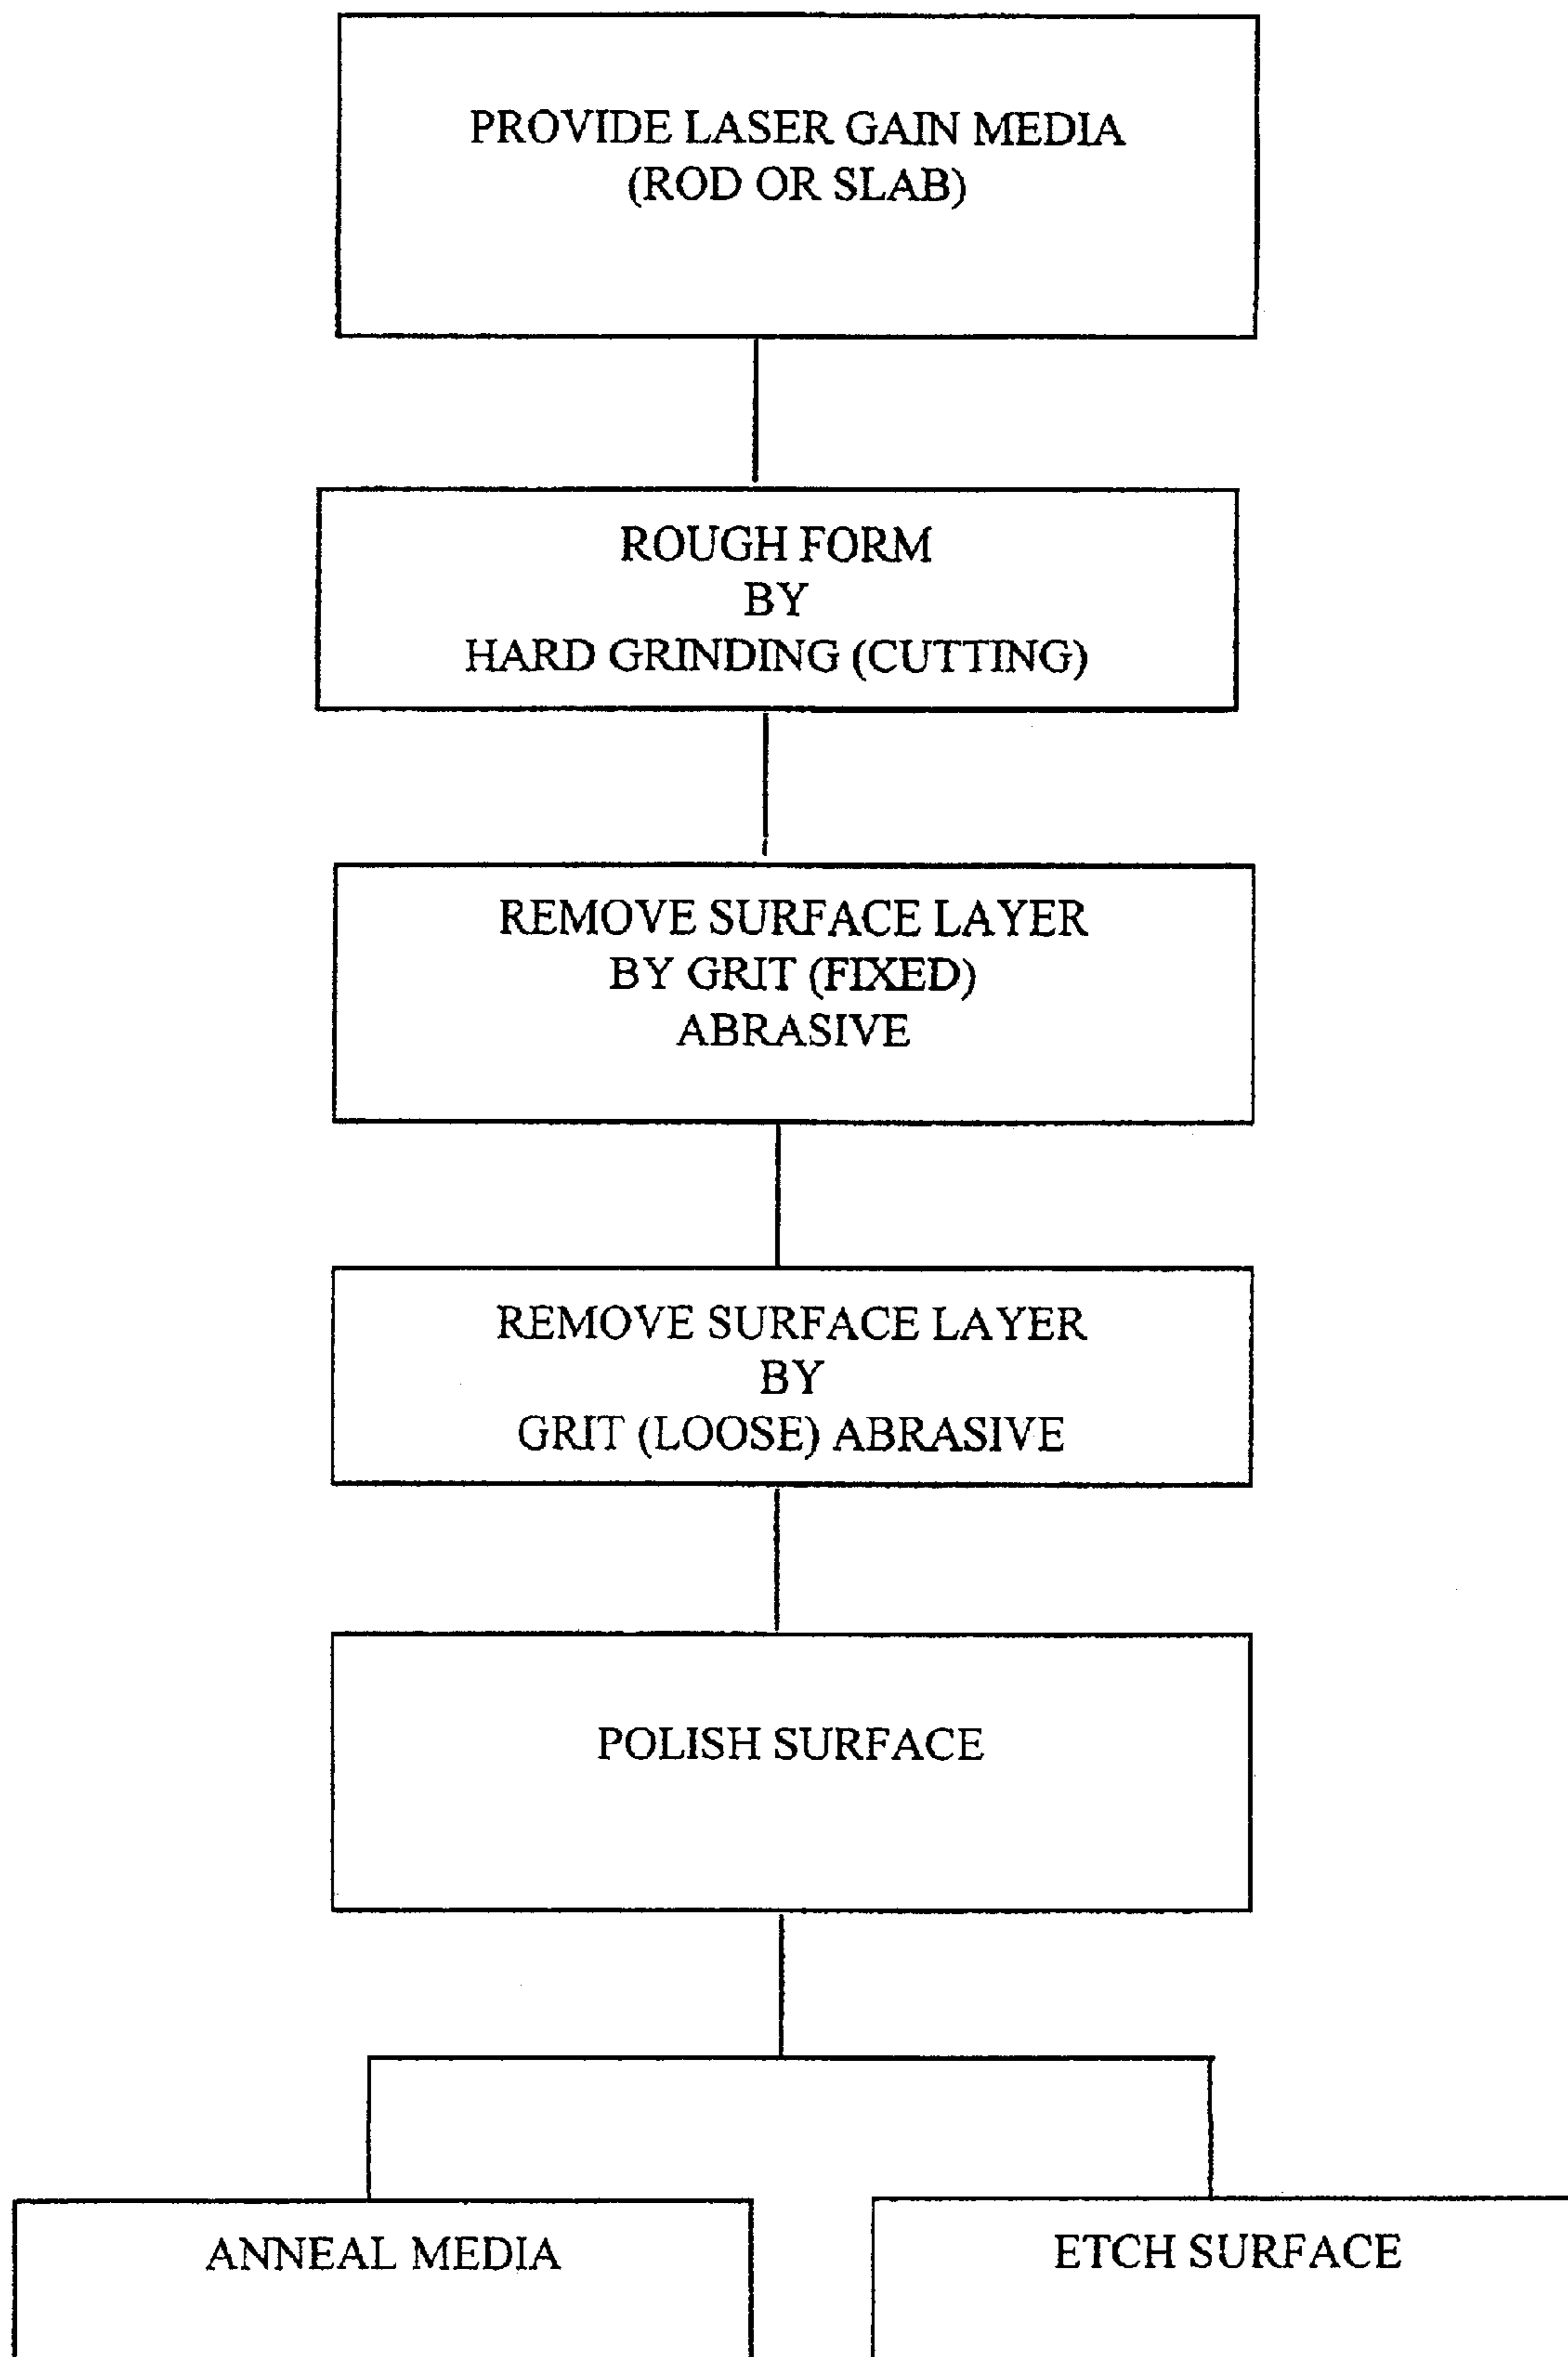 PROVIDE LASER GAIN MEDIA
(ROD OR SLAB)
ROUGH FORM
BY
HARD GRINDING (CUTTING)
REMOVE SURFACE LAYER
BY GRIT (FIXED)
ABRASIVE
REMOVE SURFACE LAYER
BY
GRIT (LOOSE) ABRASIVE
POLISH SURFACE
ANNEAL MEDIA
ETCH SURFACE